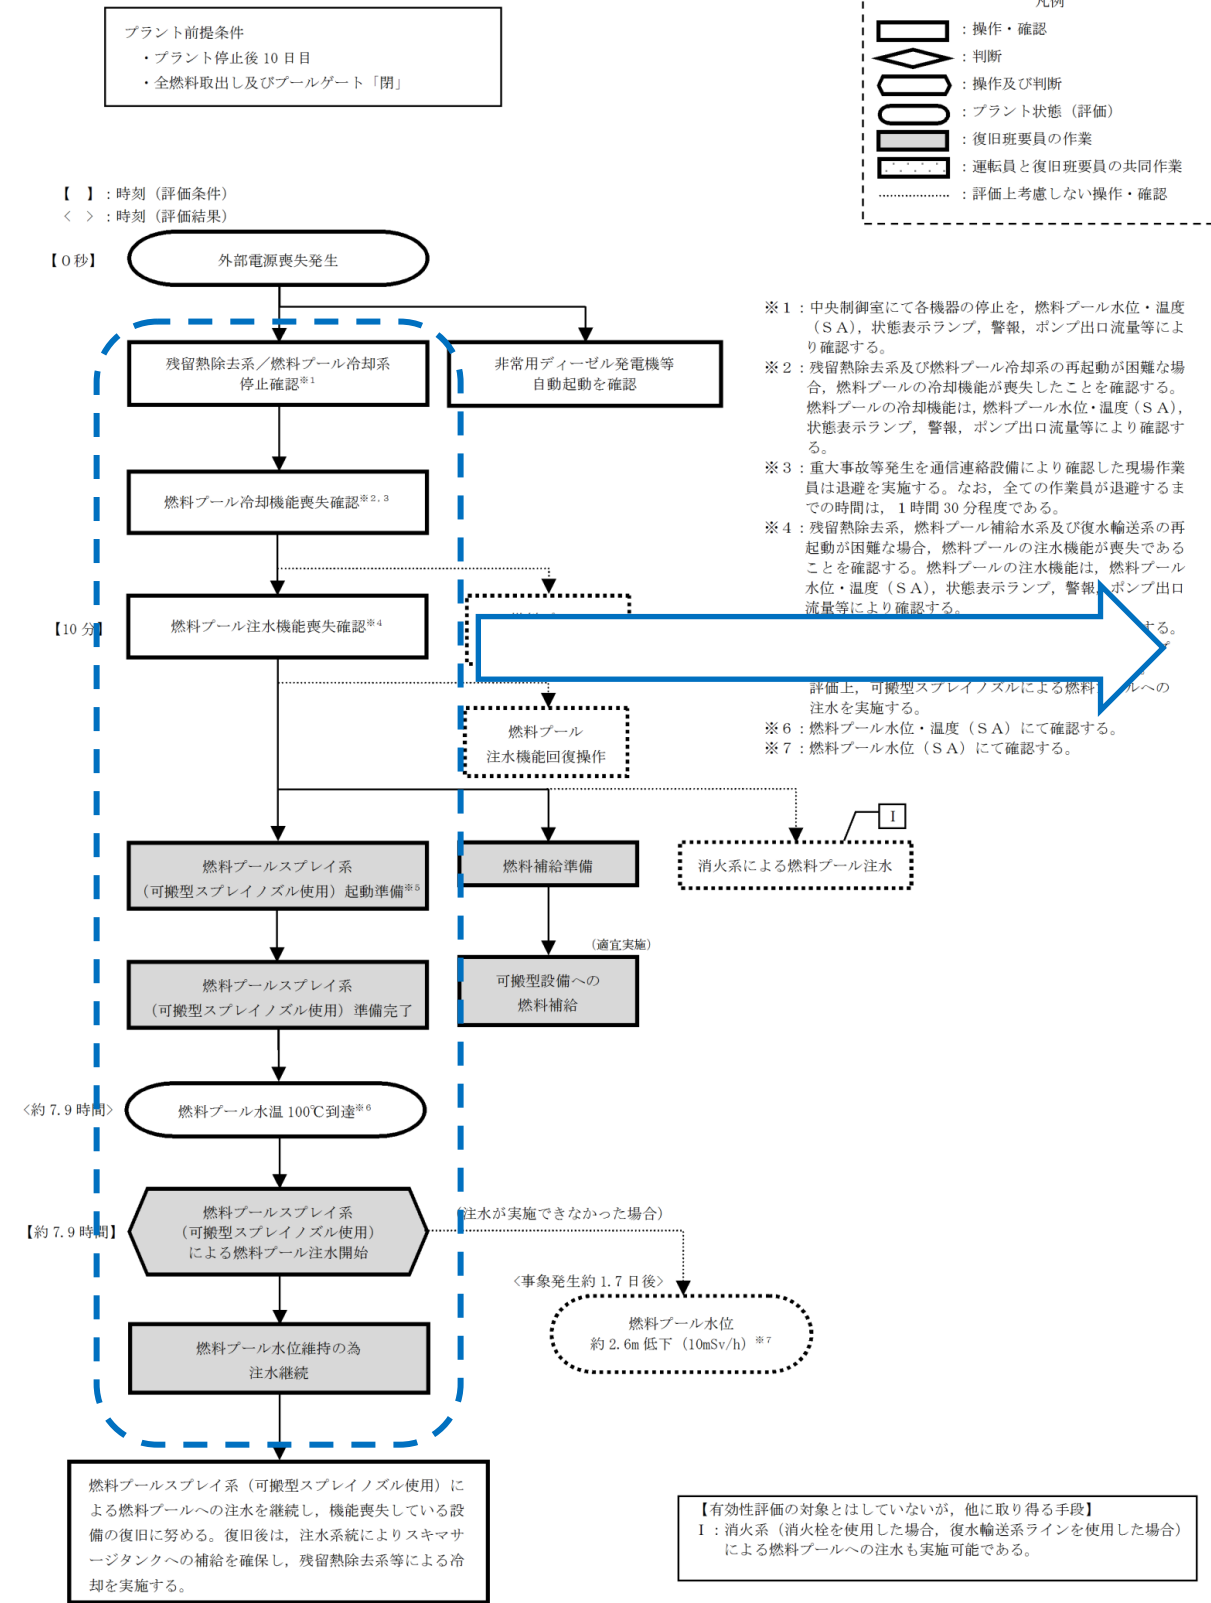 プラント前提条件
・プラント停止後 10 日目
・全燃料取出し及びプールゲート「閉」
凡例
：操作・確認
：判断
：操作及び判断
：プラント状態（評価）
：復旧班要員の作業
：運転員と復旧班要員の共同作業
：評価上考慮しない操作・確認
【　】：時刻（評価条件）
＜　＞：時刻（評価結果）
【０秒】
外部電源喪失発生
残留熱除去系／燃料プール冷却系
停止確認※1
非常用ディーゼル発電機等
自動起動を確認
燃料プール冷却機能喪失確認※2,3
【10 分】
燃料プール注水機能喪失確認※4
燃料プール
注水機能回復操作
※１：中央制御室にて各機器の停止を，燃料プール水位・温度
（ＳＡ），状態表示ランプ，警報，ポンプ出口流量等によ
り確認する。
※２：残留熱除去系及び燃料プール冷却系の再起動が困難な場
合，燃料プールの冷却機能が喪失したことを確認する。
燃料プールの冷却機能は，燃料プール水位・温度（ＳＡ），
状態表示ランプ，警報，ポンプ出口流量等により確認す
る。
※３：重大事故等発生を通信連絡設備により確認した現場作業
員は退避を実施する。なお，全ての作業員が退避するま
での時間は，１時間 30 分程度である。
※４：残留熱除去系，燃料プール補給水系及び復水輸送系の再
起動が困難な場合，燃料プールの注水機能が喪失である
ことを確認する。燃料プールの注水機能は，燃料プール
水位・温度（ＳＡ），状態表示ランプ，警報，ポンプ出口
流量等により確認する。
する。
評価上，可搬型スプレイノズルによる燃料プールへの
注水を実施する。
※６：燃料プール水位・温度（ＳＡ）にて確認する。
※７：燃料プール水位（ＳＡ）にて確認する。
I
燃料プールスプレイ系
（可搬型スプレイノズル使用）起動準備※5
燃料補給準備
消火系による燃料プール注水
（適宜実施）
燃料プールスプレイ系
（可搬型スプレイノズル使用）準備完了
可搬型設備への
燃料補給
＜約 7.9 時間＞
燃料プール水温 100℃到達※6
【約 7.9 時間】
燃料プールスプレイ系
（可搬型スプレイノズル使用）
による燃料プール注水開始
（注水が実施できなかった場合）
＜事象発生約 1.7 日後＞
燃料プール水位
約 2.6m 低下（10mSv/h）※7
燃料プール水位維持の為
注水継続
燃料プールスプレイ系（可搬型スプレイノズル使用）に
よる燃料プールへの注水を継続し，機能喪失している設
備の復旧に努める。復旧後は，注水系統によりスキマサ
ージタンクへの補給を確保し，残留熱除去系等による冷
却を実施する。
【有効性評価の対象とはしていないが，他に取り得る手段】
Ⅰ：消火系（消火栓を使用した場合，復水輸送系ラインを使用した場合）
による燃料プールへの注水も実施可能である。